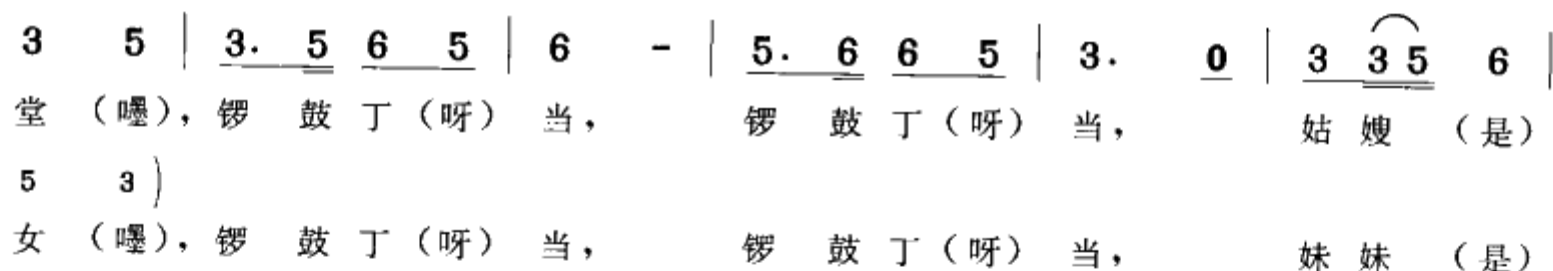 3 5 | 3. 5 6 5 | 6 - | 5. 6 6 5 | 3. 0 | 3 3 5 6 |
堂 （嚜），锣 鼓 丁 （呀） 当， 锣 鼓 丁（呀） 当， 姑 嫂 （是）
5 3 )
女 （嚜），锣 鼓 丁（呀） 当， 锣 鼓 丁（呀） 当， 妹 妹 （是）